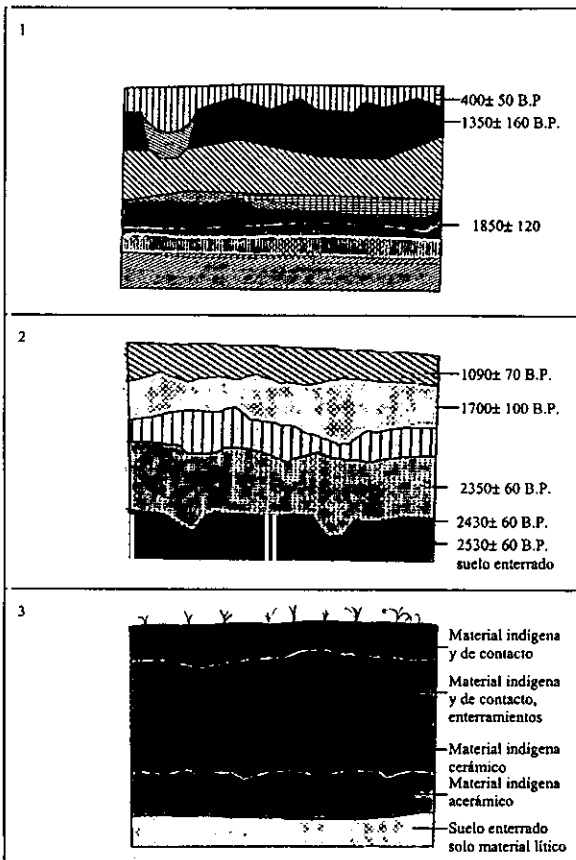 1
400± 50 B.P
1350± 160 B.P.
1850± 120
2
1090± 70 B.P.
1700± 100 B.P.
2350± 60 B.P.
2430± 60 B.P.
2530± 60 B.P.
suelo enterrado
3
Material indígena
y de contacto
Material indígena
y de contacto,
enterramientos
Material indígena
cerámico
Material indígena
acerámico
Suelo enterrado
solo material lítico